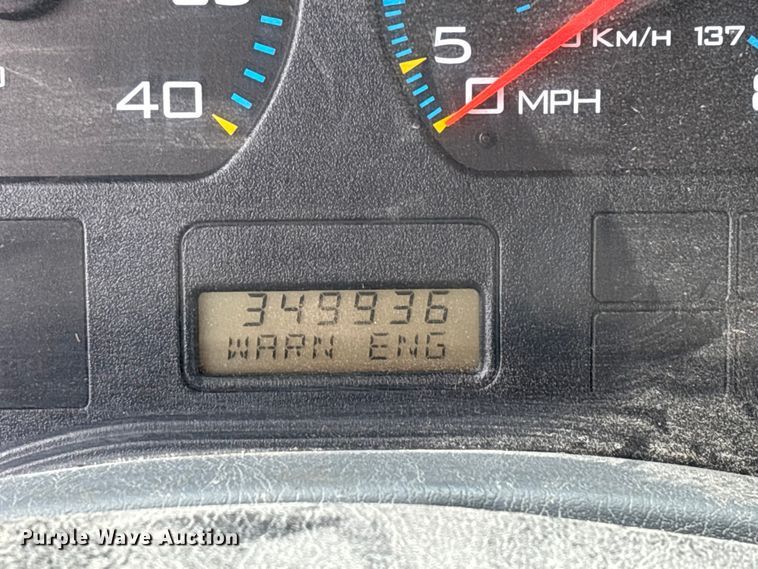 40
5
0 MPH
KM/H 137
349936
WARN ENG
Purple Wave Auction